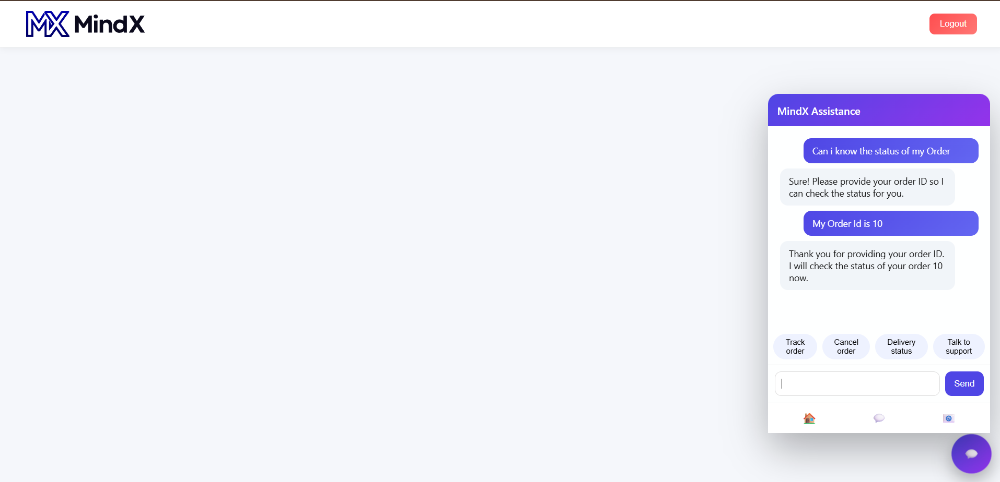 MX MindX
Logout
MindX Assistance
Can i know the status of my Order
Sure! Please provide your order ID so I
can check the status for you.
My Order Id is 10
Thank you for providing your order ID.
I will check the status of your order 10
now.
Track
order
Cancel
order
Delivery
status
Talk to
support
Send